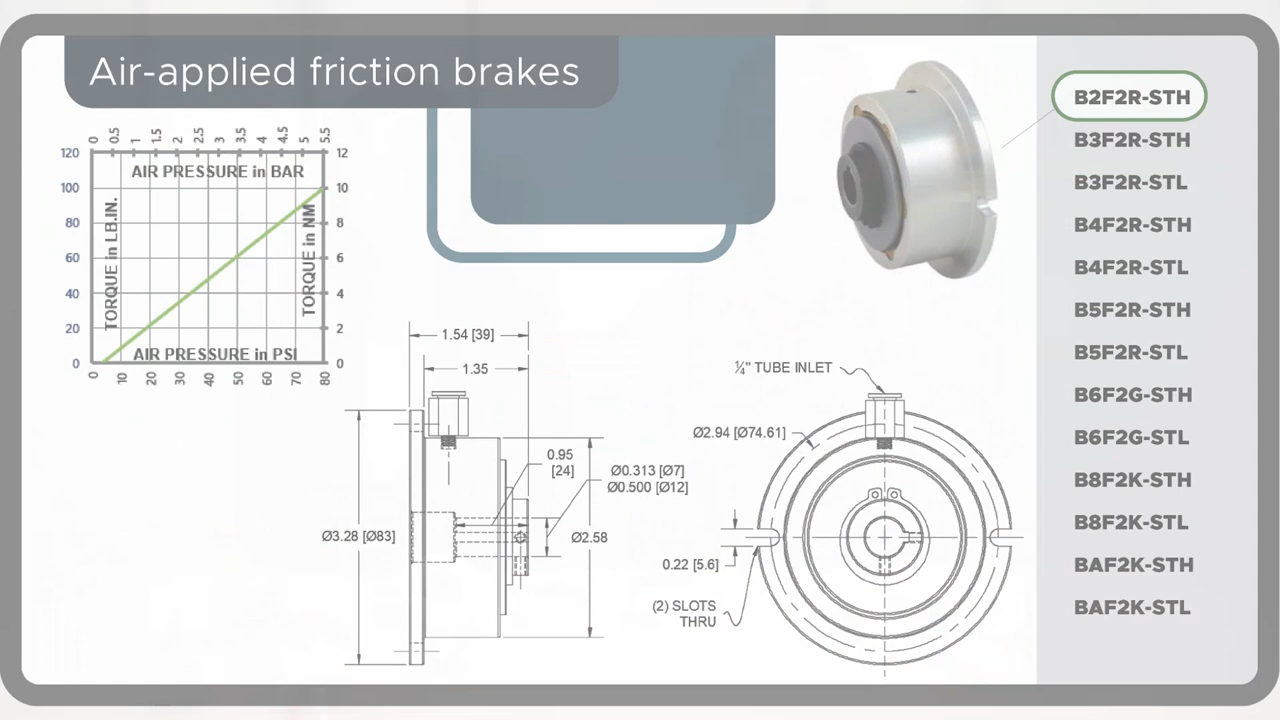 Air-applied friction brakes
0 0.5 1 1.5 2 2.5 3 3.5 4 4.5 5 5.5
120 12
AIR PRESSURE in BAR
100 10
80 8
60 6
40 4
20 2
0 0
TORQUE in LB.IN.
TORQUE in NM
AIR PRESSURE in PSI
0 10 20 30 40 50 60 70 80
1.54 [39]
1.35
0.95
[24]
Ø0.313 [Ø7]
Ø0.500 [Ø12]
Ø3.28 [Ø83]
Ø2.58
¼" TUBE INLET
Ø2.94 [Ø74.61]
0.22 [5.6]
(2) SLOTS
THRU
B2F2R-STH
B3F2R-STH
B3F2R-STL
B4F2R-STH
B4F2R-STL
B5F2R-STH
B5F2R-STL
B6F2G-STH
B6F2G-STL
B8F2K-STH
B8F2K-STL
BAF2K-STH
BAF2K-STL